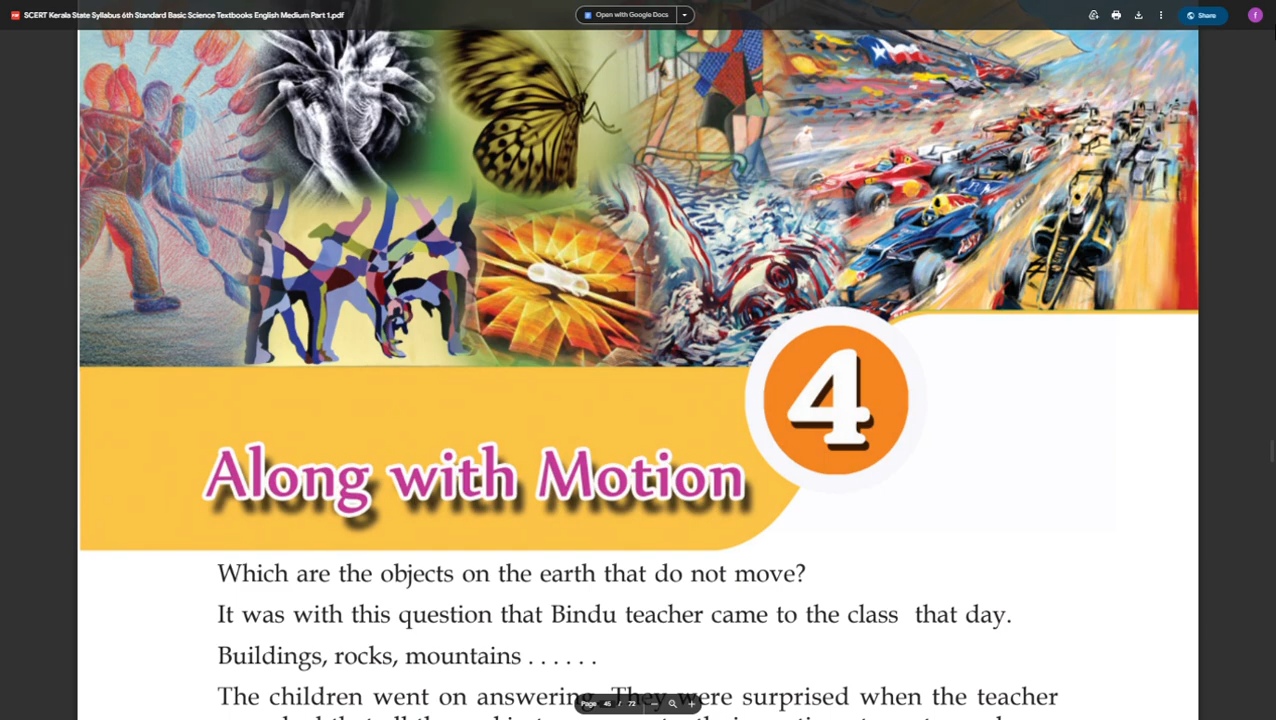 SCERT Kerala State Syllabus 6th Standard Basic Science Textbooks English Medium Part 1.pdf
Open with Google Docs
Share
f
4
Along with Motion
Which are the objects on the earth that do not move?
It was with this question that Bindu teacher came to the class that day.
Buildings, rocks, mountains . . . . . .
The children went on answering. They were surprised when the teacher
Page 45 / 72